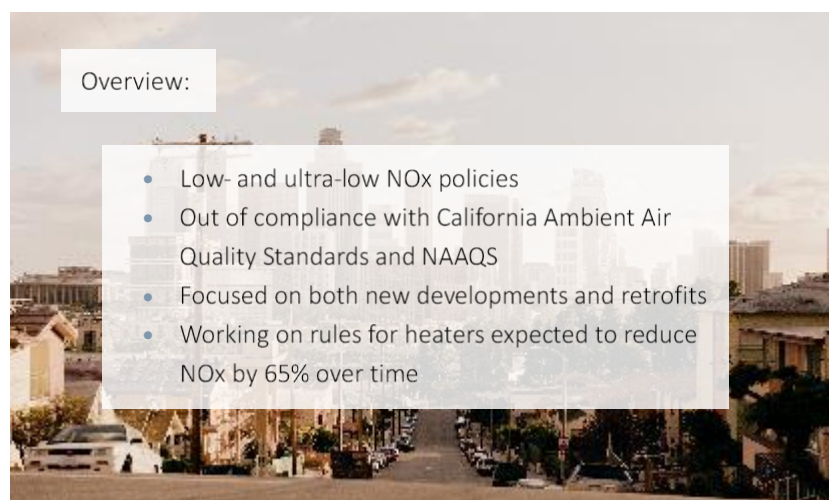 Overview:
• Low- and ultra-low NOx policies
• Out of compliance with California Ambient Air
Quality Standards and NAAQS
• Focused on both new developments and retrofits
• Working on rules for heaters expected to reduce
NOx by 65% over time